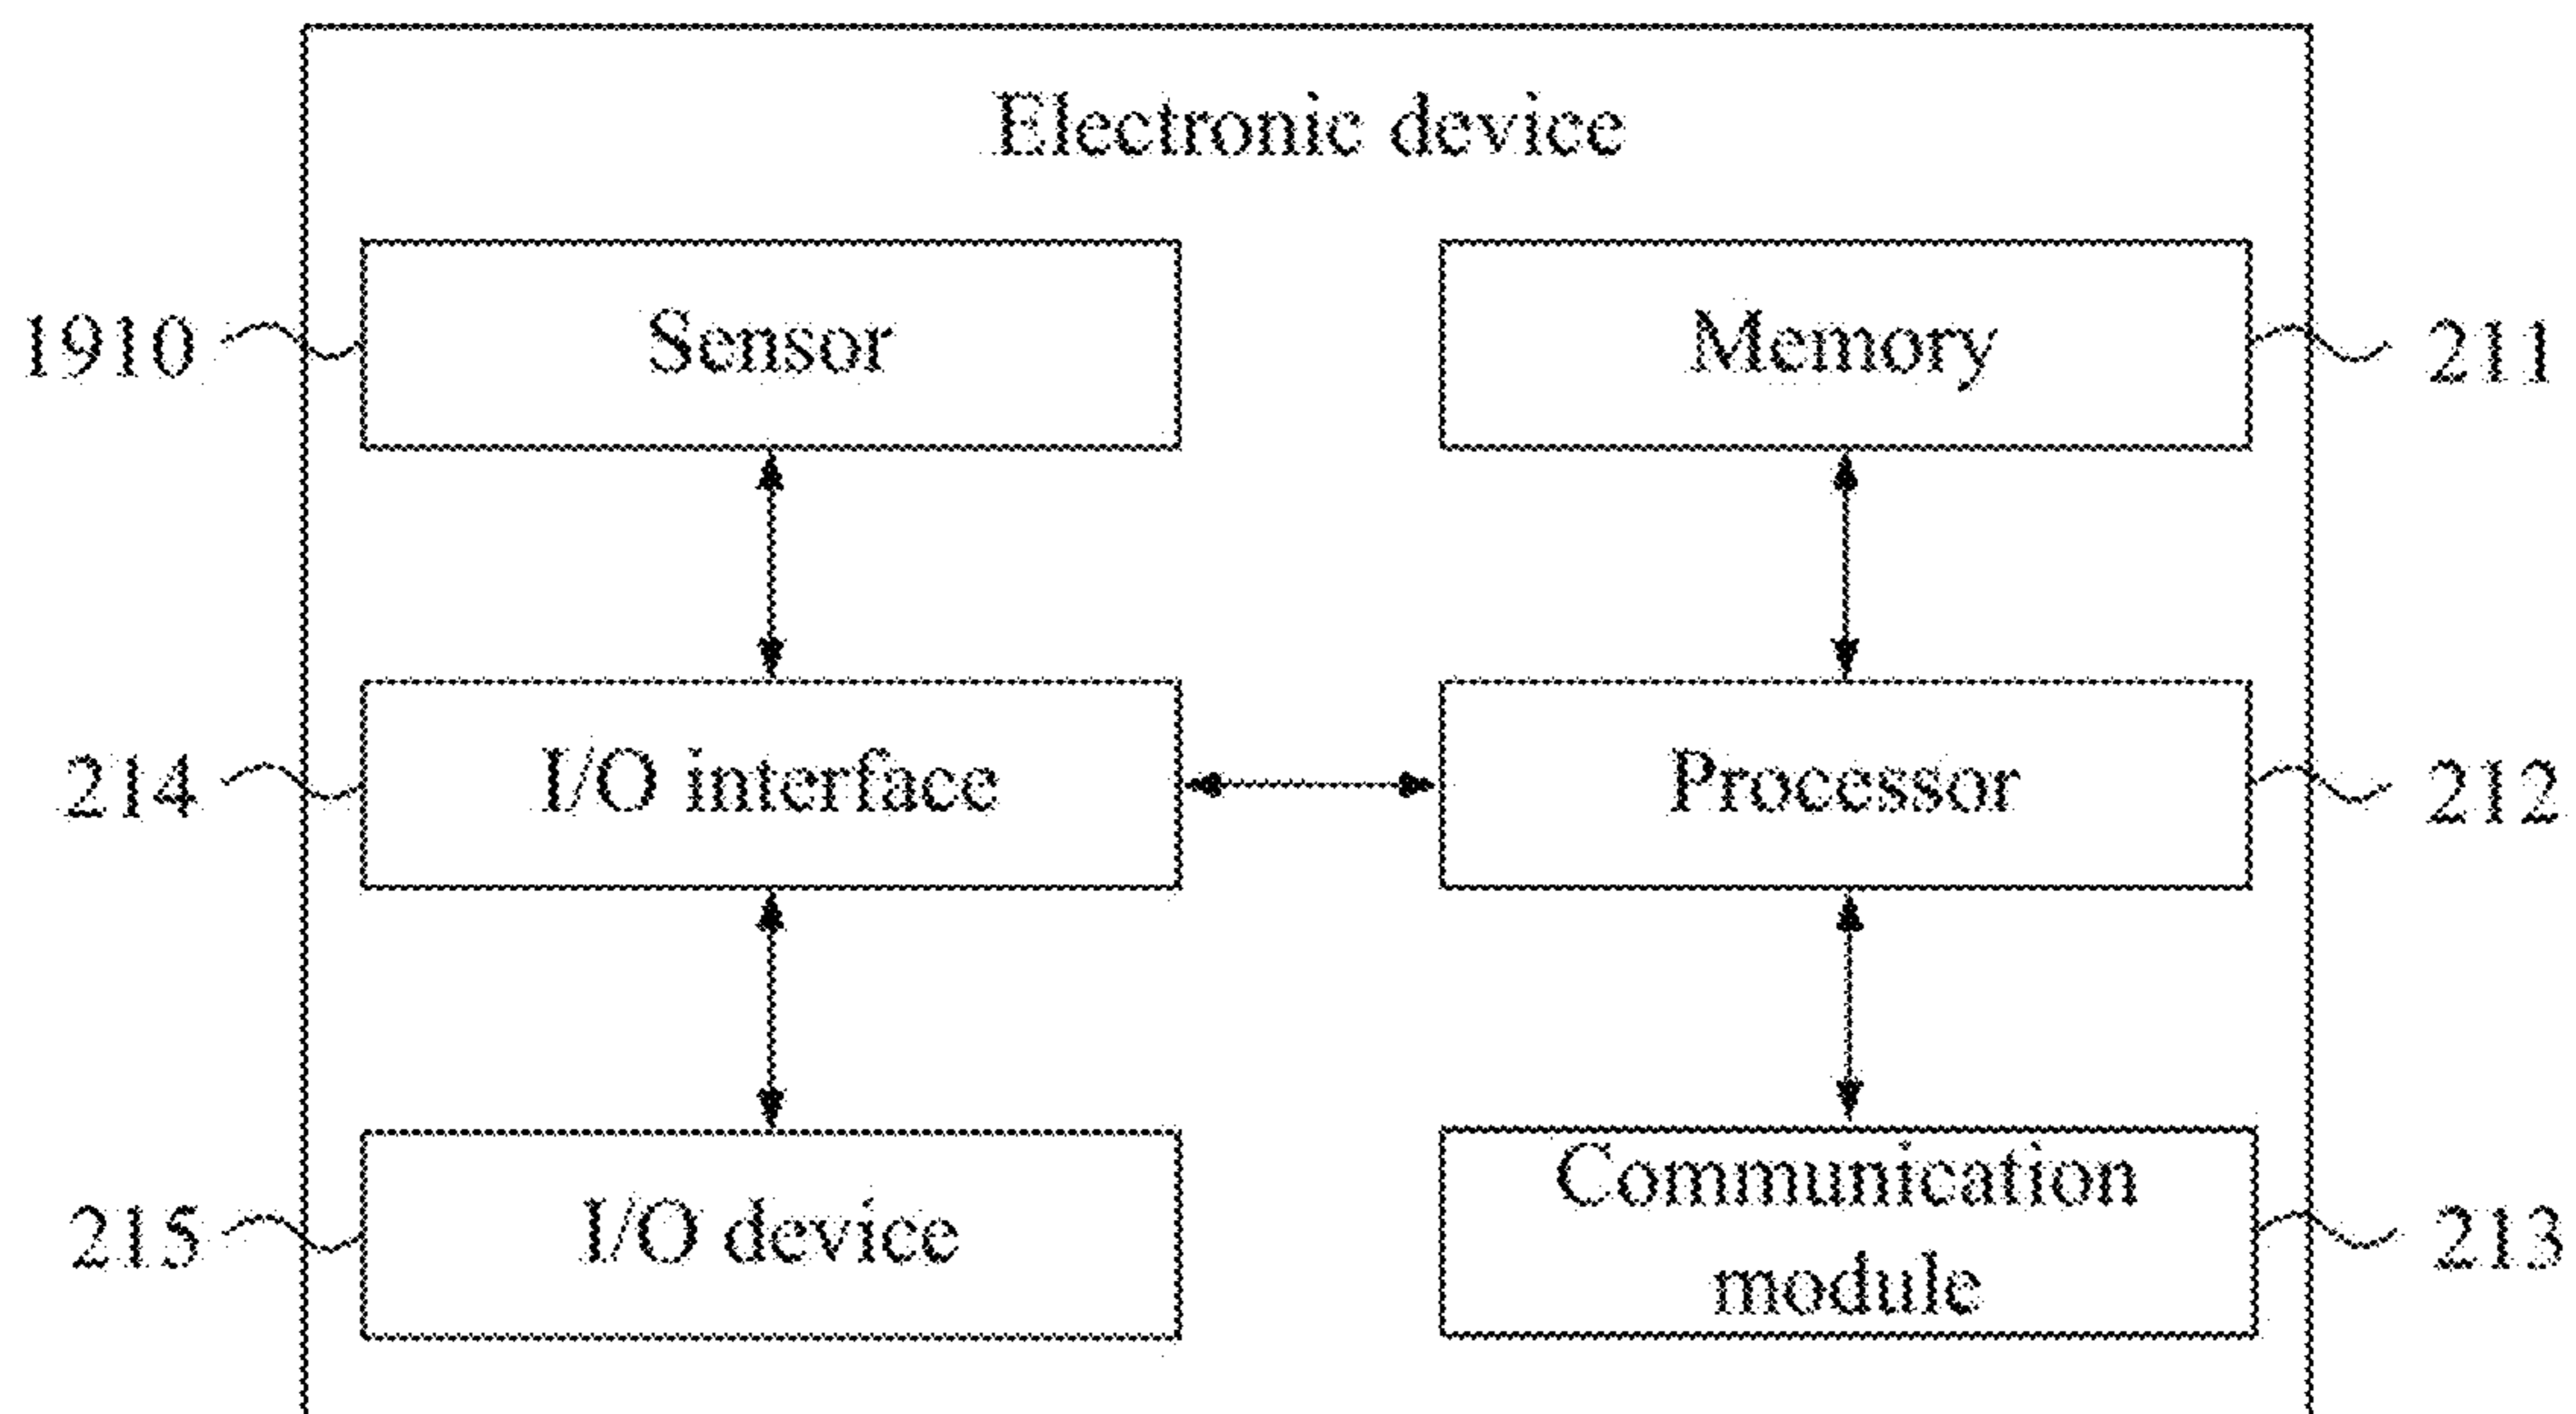 Electronic device
1910 Sensor Memory 211
214 I/O interface Processor 212
215 I/O device Communication module 213